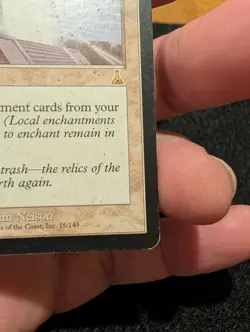 ment cards from your
(Local enchantments
to enchant remain in
trash—the relics of the
rth again.
m Nelson
s of the Coast, Inc. 15/143